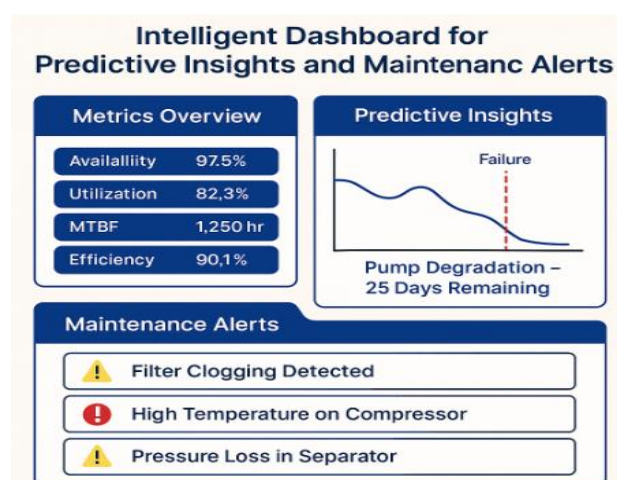 Intelligent Dashboard for
Predictive Insights and Maintenanc Alerts
Metrics Overview
Availalliity 97.5%
Utilization 82,3%
MTBF 1,250 hr
Efficiency 90,1%
Predictive Insights
Failure
Pump Degradation –
25 Days Remaining
Maintenance Alerts
Filter Clogging Detected
High Temperature on Compressor
Pressure Loss in Separator